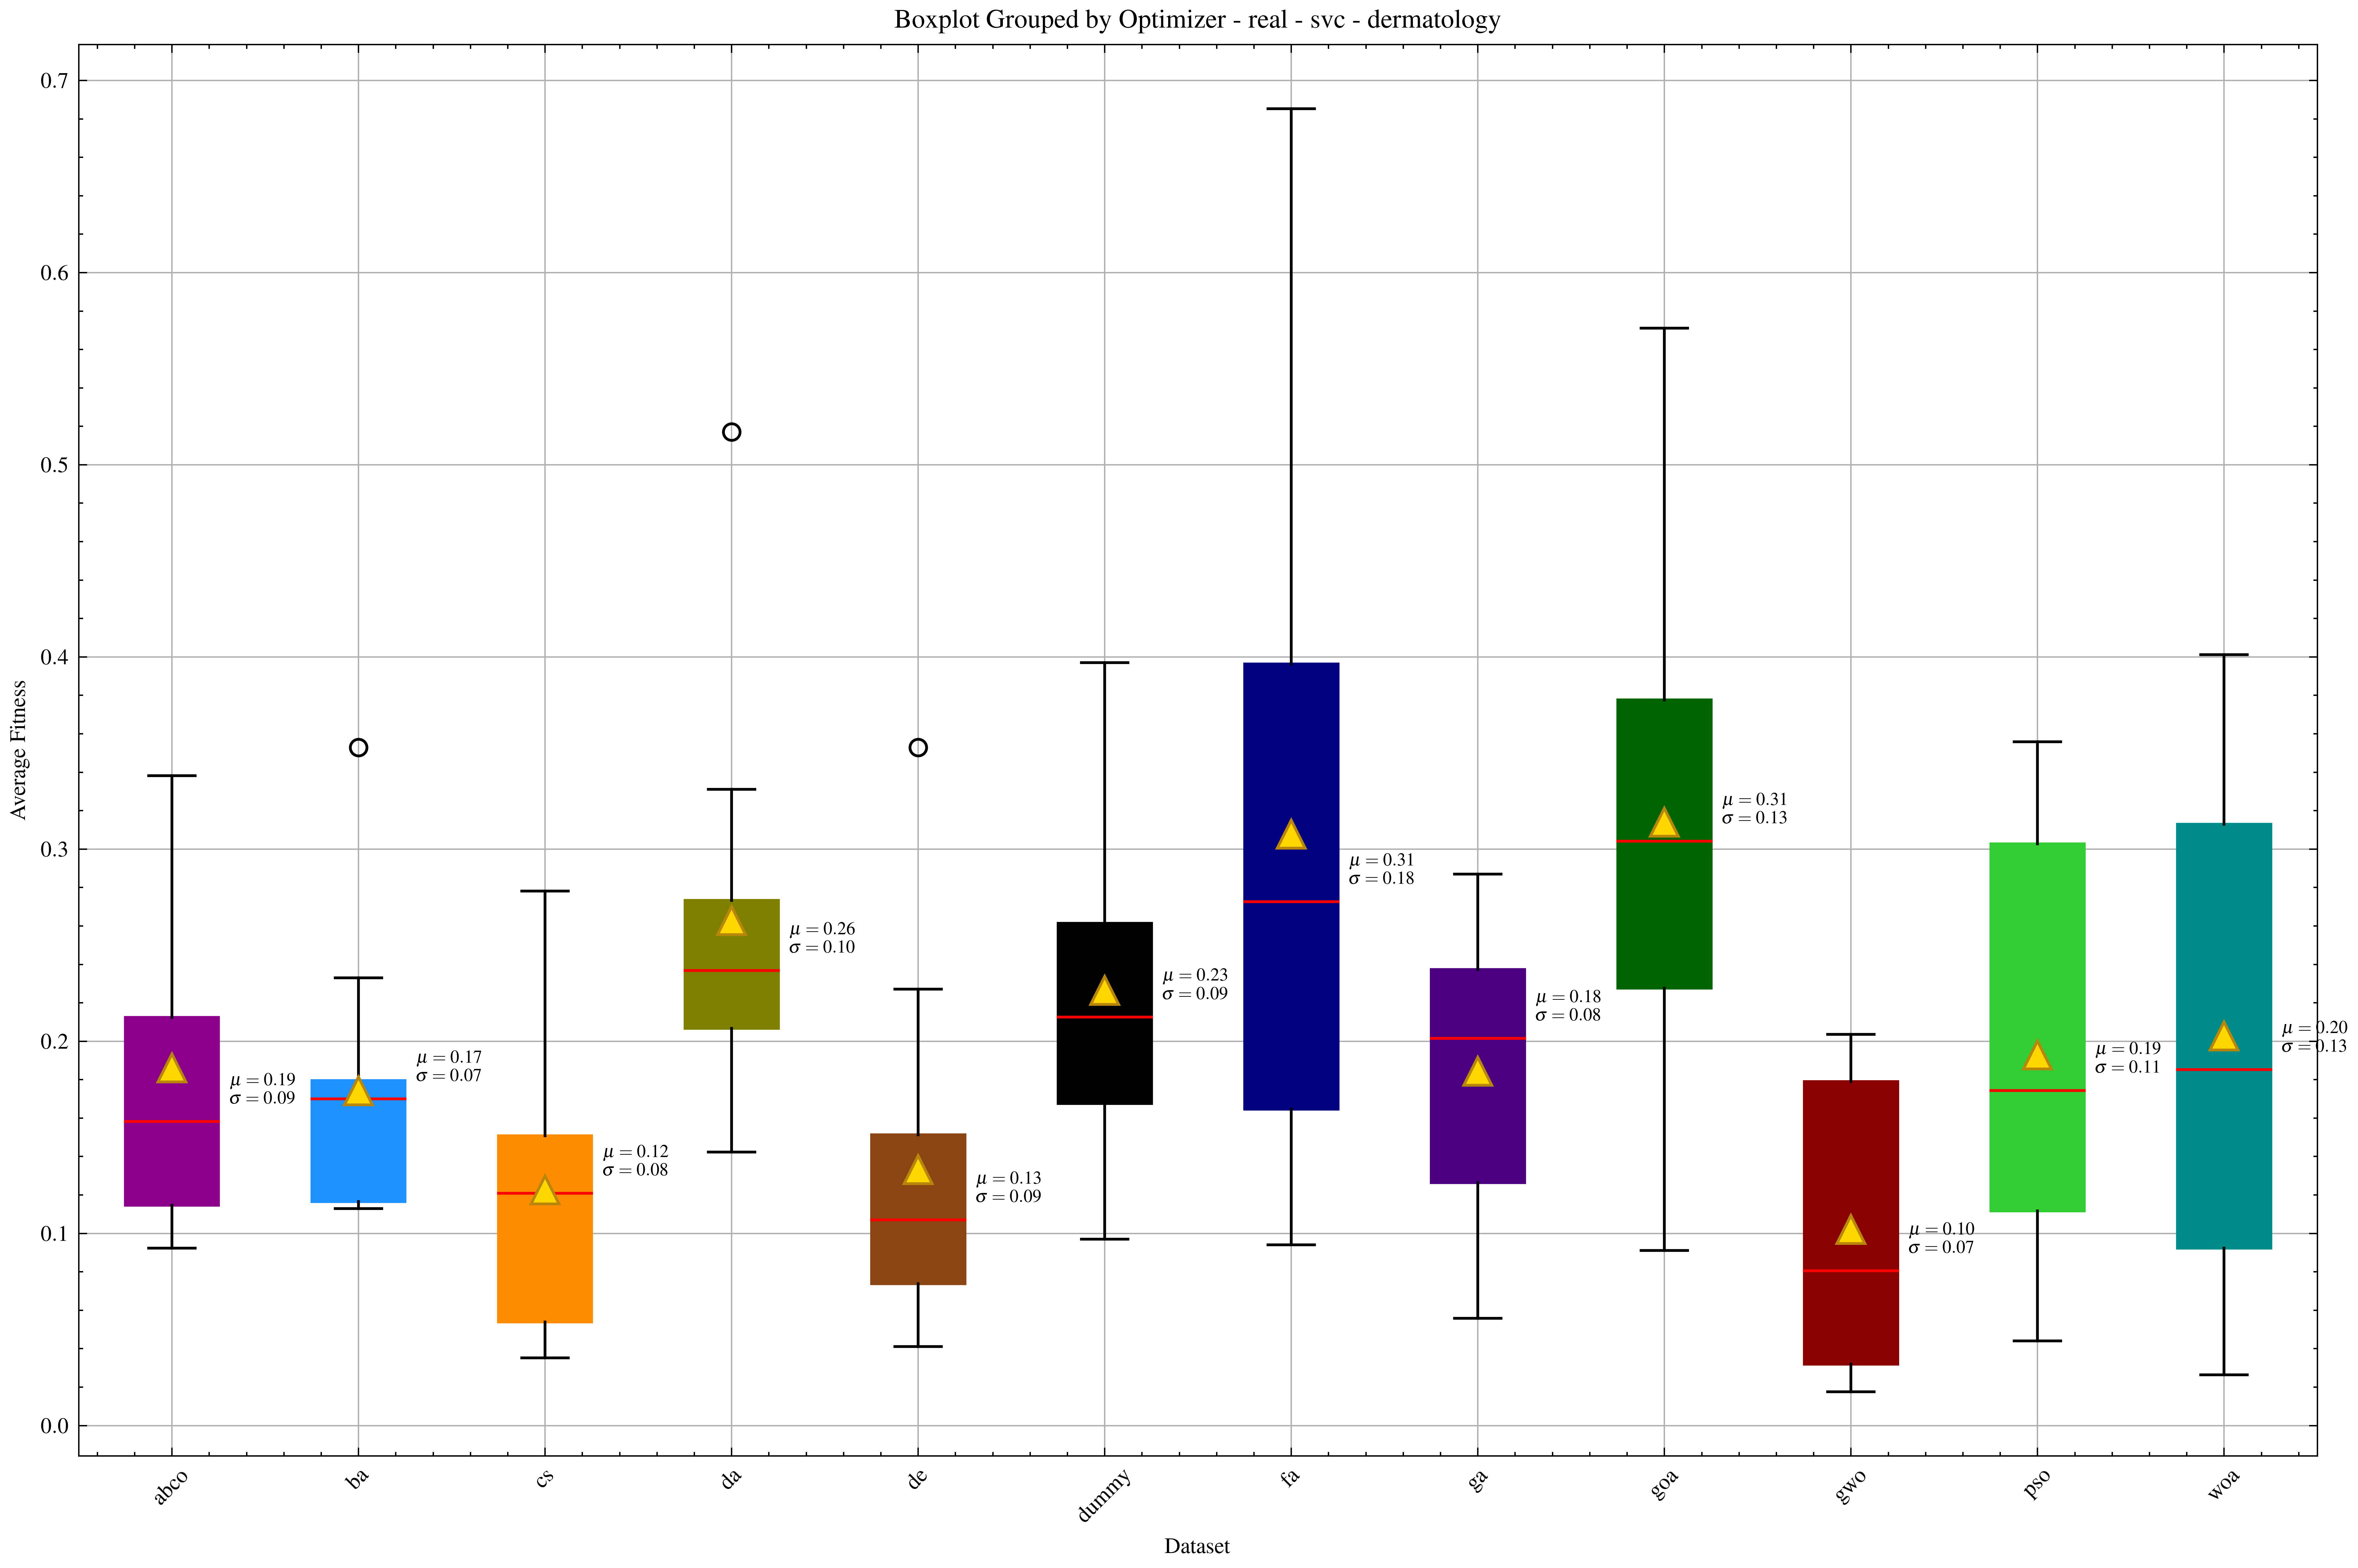 Boxplot Grouped by Optimizer - real - svc - dermatology
Average Fitness
0.7
0.6
0.5
0.4
0.3
0.2
0.1
0.0
μ = 0.19
σ = 0.09
μ = 0.17
σ = 0.07
μ = 0.12
σ = 0.08
μ = 0.26
σ = 0.10
μ = 0.13
σ = 0.09
μ = 0.23
σ = 0.09
μ = 0.31
σ = 0.18
μ = 0.18
σ = 0.08
μ = 0.31
σ = 0.13
μ = 0.10
σ = 0.07
μ = 0.19
σ = 0.11
μ = 0.20
σ = 0.13
abco
ba
cs
da
de
dummy
fa
ga
goa
gwo
pso
woa
Dataset